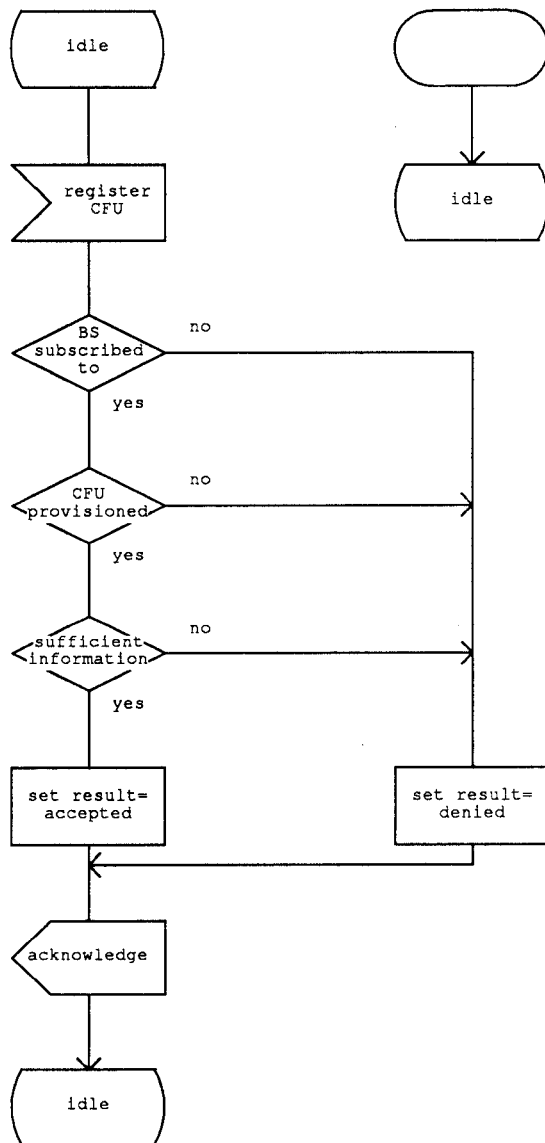 idle
register
CFU
idle
BS
subscribed
to
no
yes
CFU
provisioned
no
yes
sufficient
information
no
yes
set result=
accepted
set result=
denied
acknowledge
idle